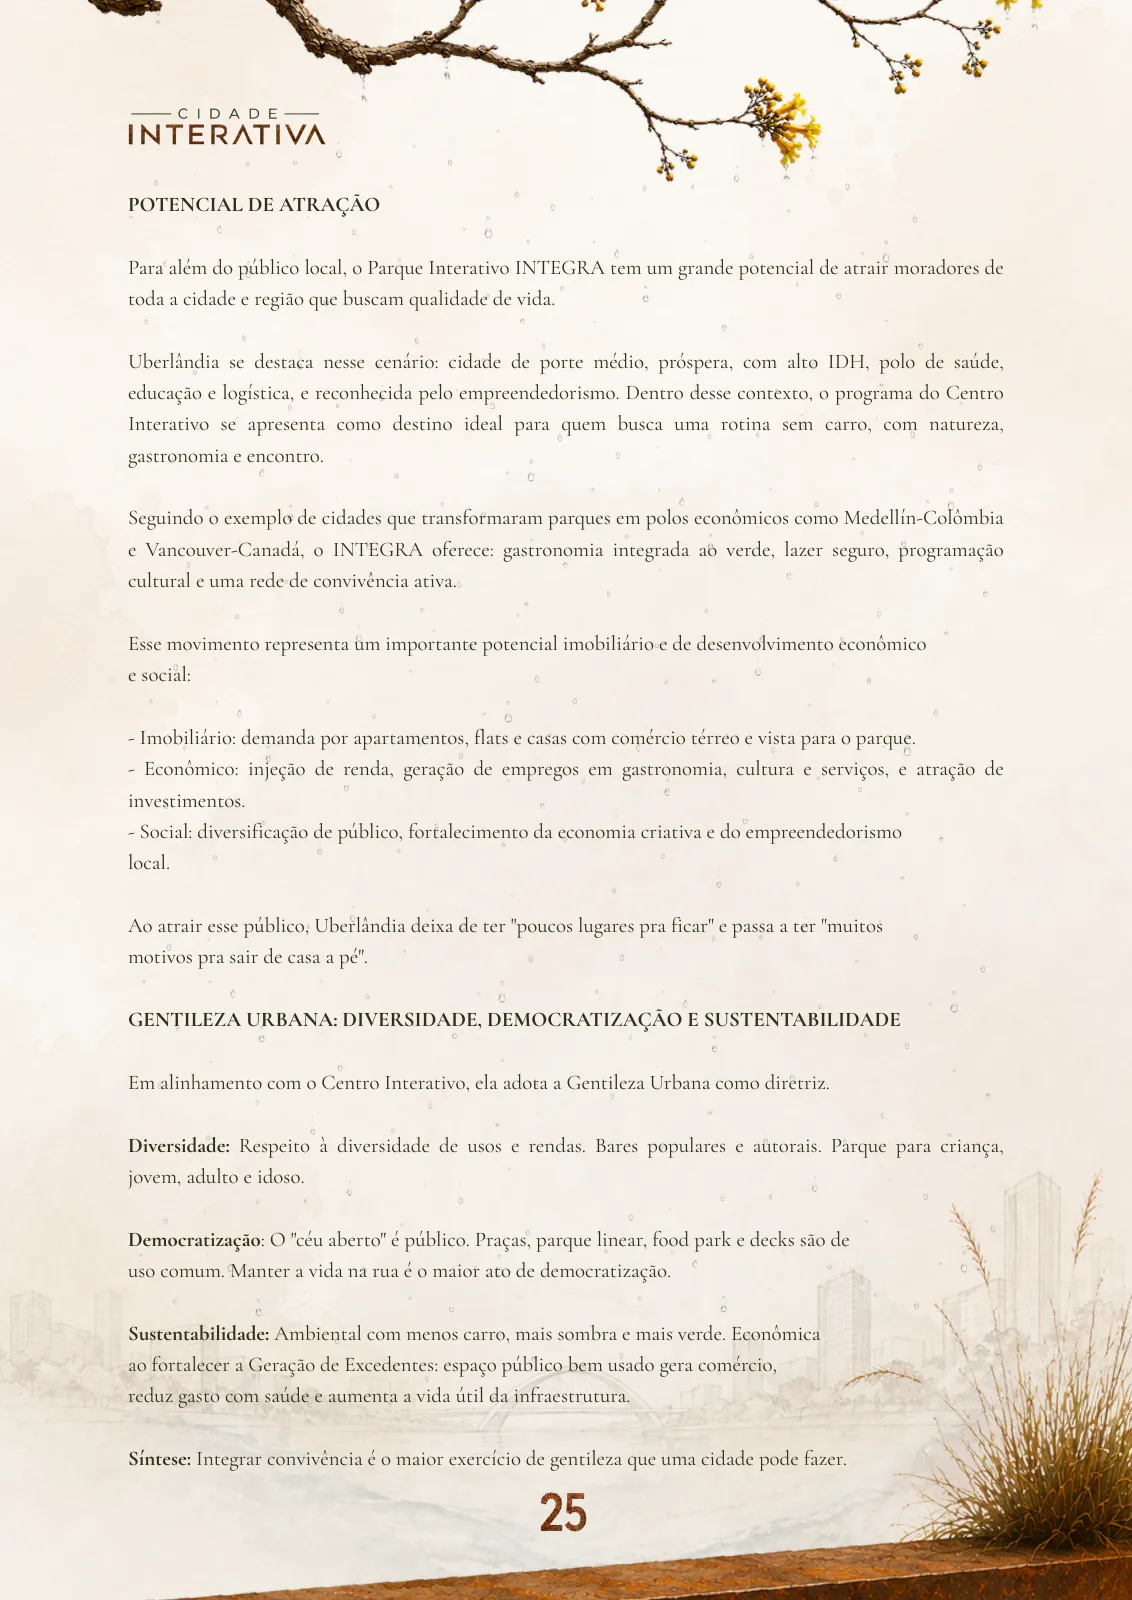 CIDADE
INTERATIVA
POTENCIAL DE ATRAÇÃO
Para além do público local, o Parque Interativo INTEGRA tem um grande potencial de atrair moradores de
toda a cidade e região que buscam qualidade de vida.
Uberlândia se destaca nesse cenário: cidade de porte médio, próspera, com alto IDH, polo de saúde,
educação e logística, e reconhecida pelo empreendedorismo. Dentro desse contexto, o programa do Centro
Interativo se apresenta como destino ideal para quem busca uma rotina sem carro, com natureza,
gastronomia e encontro.
Seguindo o exemplo de cidades que transformaram parques em polos econômicos como Medellín-Colômbia
e Vancouver-Canadá, o INTEGRA oferece: gastronomia integrada ao verde, lazer seguro, programação
cultural e uma rede de convivência ativa.
Esse movimento representa um importante potencial imobiliário e de desenvolvimento econômico
e social:
- Imobiliário: demanda por apartamentos, flats e casas com comércio térreo e vista para o parque.
- Econômico: injeção de renda, geração de empregos em gastronomia, cultura e serviços, e atração de
investimentos.
- Social: diversificação de público, fortalecimento da economia criativa e do empreendedorismo
local.
Ao atrair esse público, Uberlândia deixa de ter "poucos lugares pra ficar" e passa a ter "muitos
motivos pra sair de casa a pé".
GENTILEZA URBANA: DIVERSIDADE, DEMOCRATIZAÇÃO E SUSTENTABILIDADE
Em alinhamento com o Centro Interativo, ela adota a Gentileza Urbana como diretriz.
Diversidade: Respeito à diversidade de usos e rendas. Bares populares e autorais. Parque para criança,
jovem, adulto e idoso.
Democratização: O "céu aberto" é público. Praças, parque linear, food park e decks são de
uso comum. Manter a vida na rua é o maior ato de democratização.
Sustentabilidade: Ambiental com menos carro, mais sombra e mais verde. Econômica
ao fortalecer a Geração de Excedentes: espaço público bem usado gera comércio,
reduz gasto com saúde e aumenta a vida útil da infraestrutura.
Síntese: Integrar convivência é o maior exercício de gentileza que uma cidade pode fazer.
25